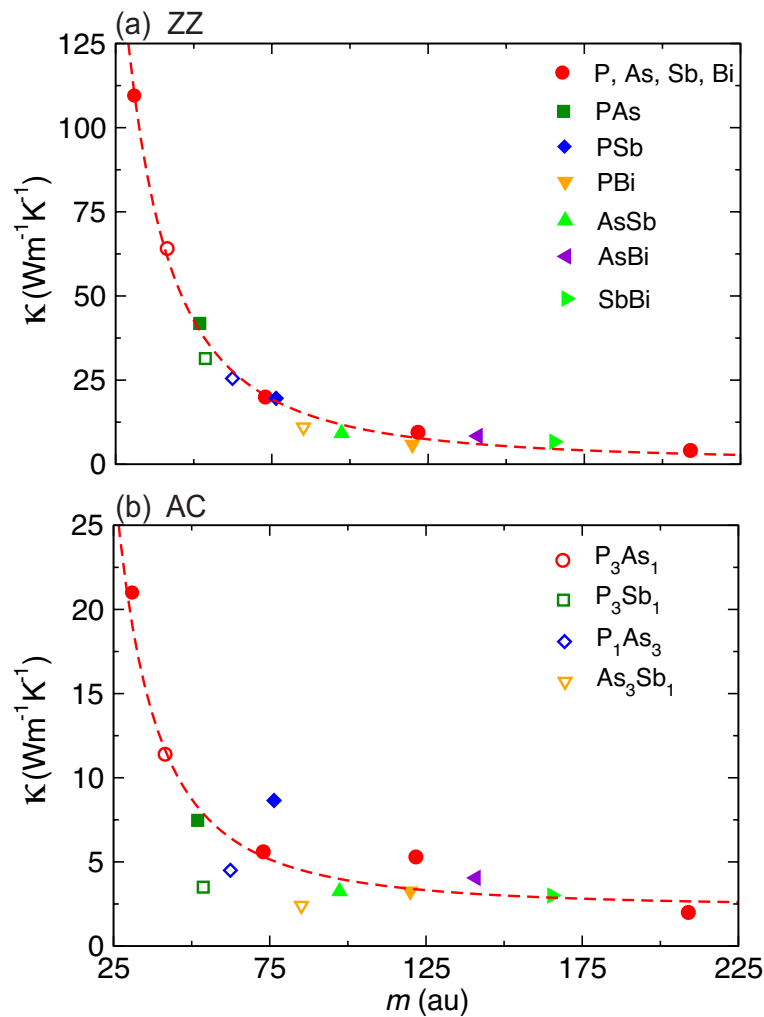 (a) ZZ
125
100
75
50
25
0
κ (Wm⁻¹K⁻¹)
P, As, Sb, Bi
PAs
PSb
PBi
AsSb
AsBi
SbBi
(b) AC
25
20
15
10
5
0
κ (Wm⁻¹K⁻¹)
P₃As₁
P₃Sb₁
P₁As₃
As₃Sb₁
25 75 125 175 225
m (au)